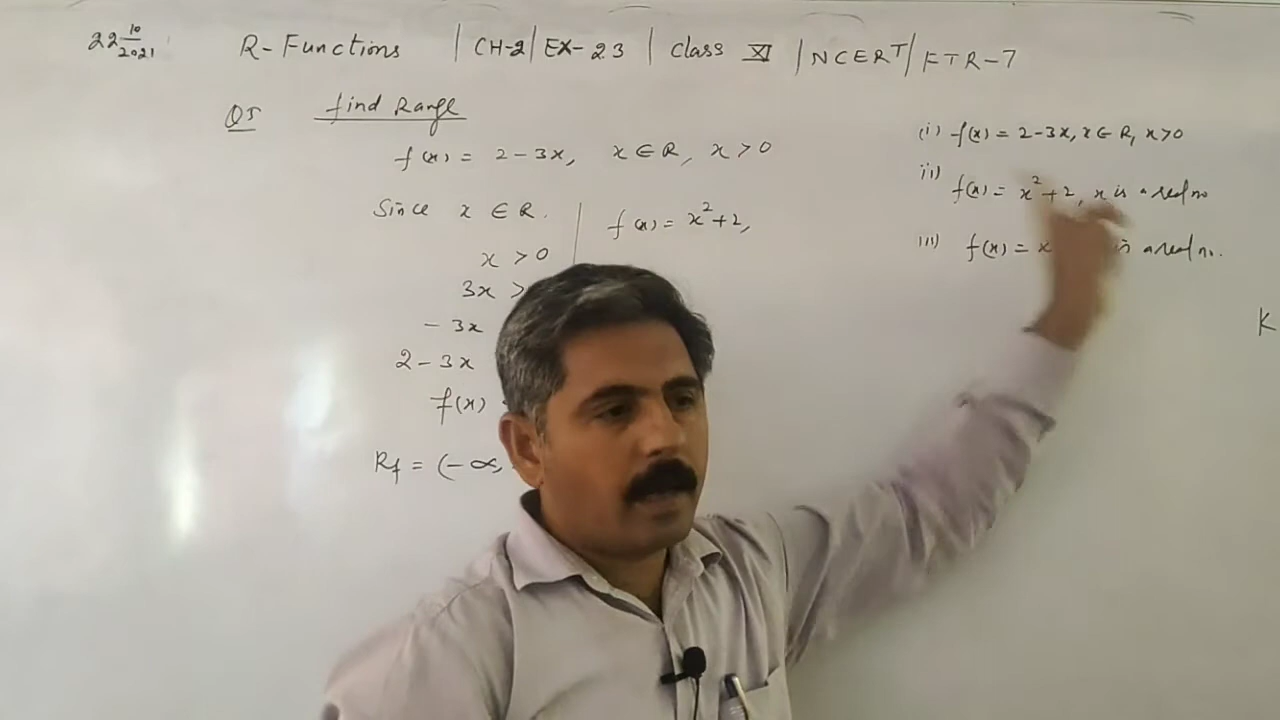 22 10/2021 R-Functions | CH-2 | EX-2.3 | Class XI | NCERT | FTR-7
Q5 find Range
f(x) = 2-3x, x ∈ R, x > 0
Since x ∈ R.
x > 0
3x >
- 3x
2 - 3x
f(x)
Rf = (-∞,
f(x) = x²+2,
(i) f(x) = 2-3x, x ∈ R, x > 0
ii) f(x) = x²+2, x is a real no
iii) f(x) = x is a real no.
K